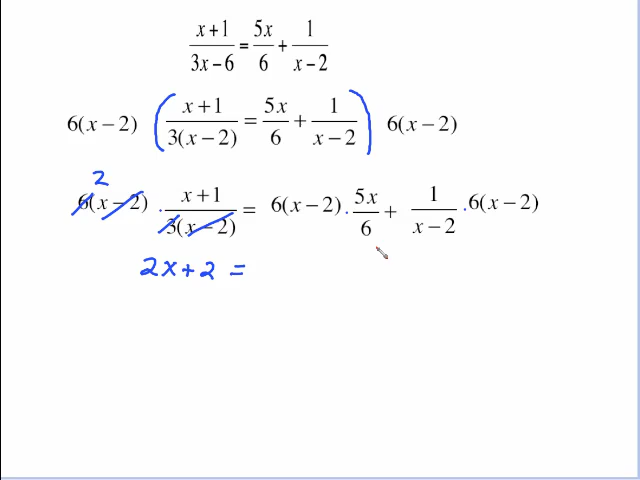 (x+1)/(3x−6) = 5x/6 + 1/(x−2)
6(x−2) ( (x+1)/(3(x−2)) = 5x/6 + 1/(x−2) ) 6(x−2)
2
6(x−2) · (x+1)/(3(x−2)) = 6(x−2) · 5x/6 + 1/(x−2) · 6(x−2)
2x+2 =